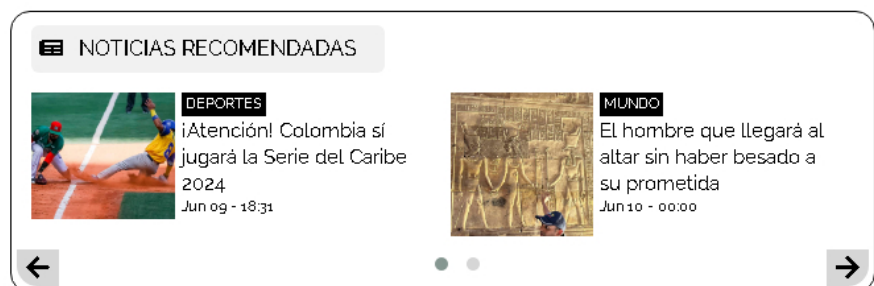 NOTICIAS RECOMENDADAS
DEPORTES
¡Atención! Colombia sí
jugará la Serie del Caribe
2024
Jun 09 - 18:31
MUNDO
El hombre que llegará al
altar sin haber besado a
su prometida
Jun 10 - 00:00